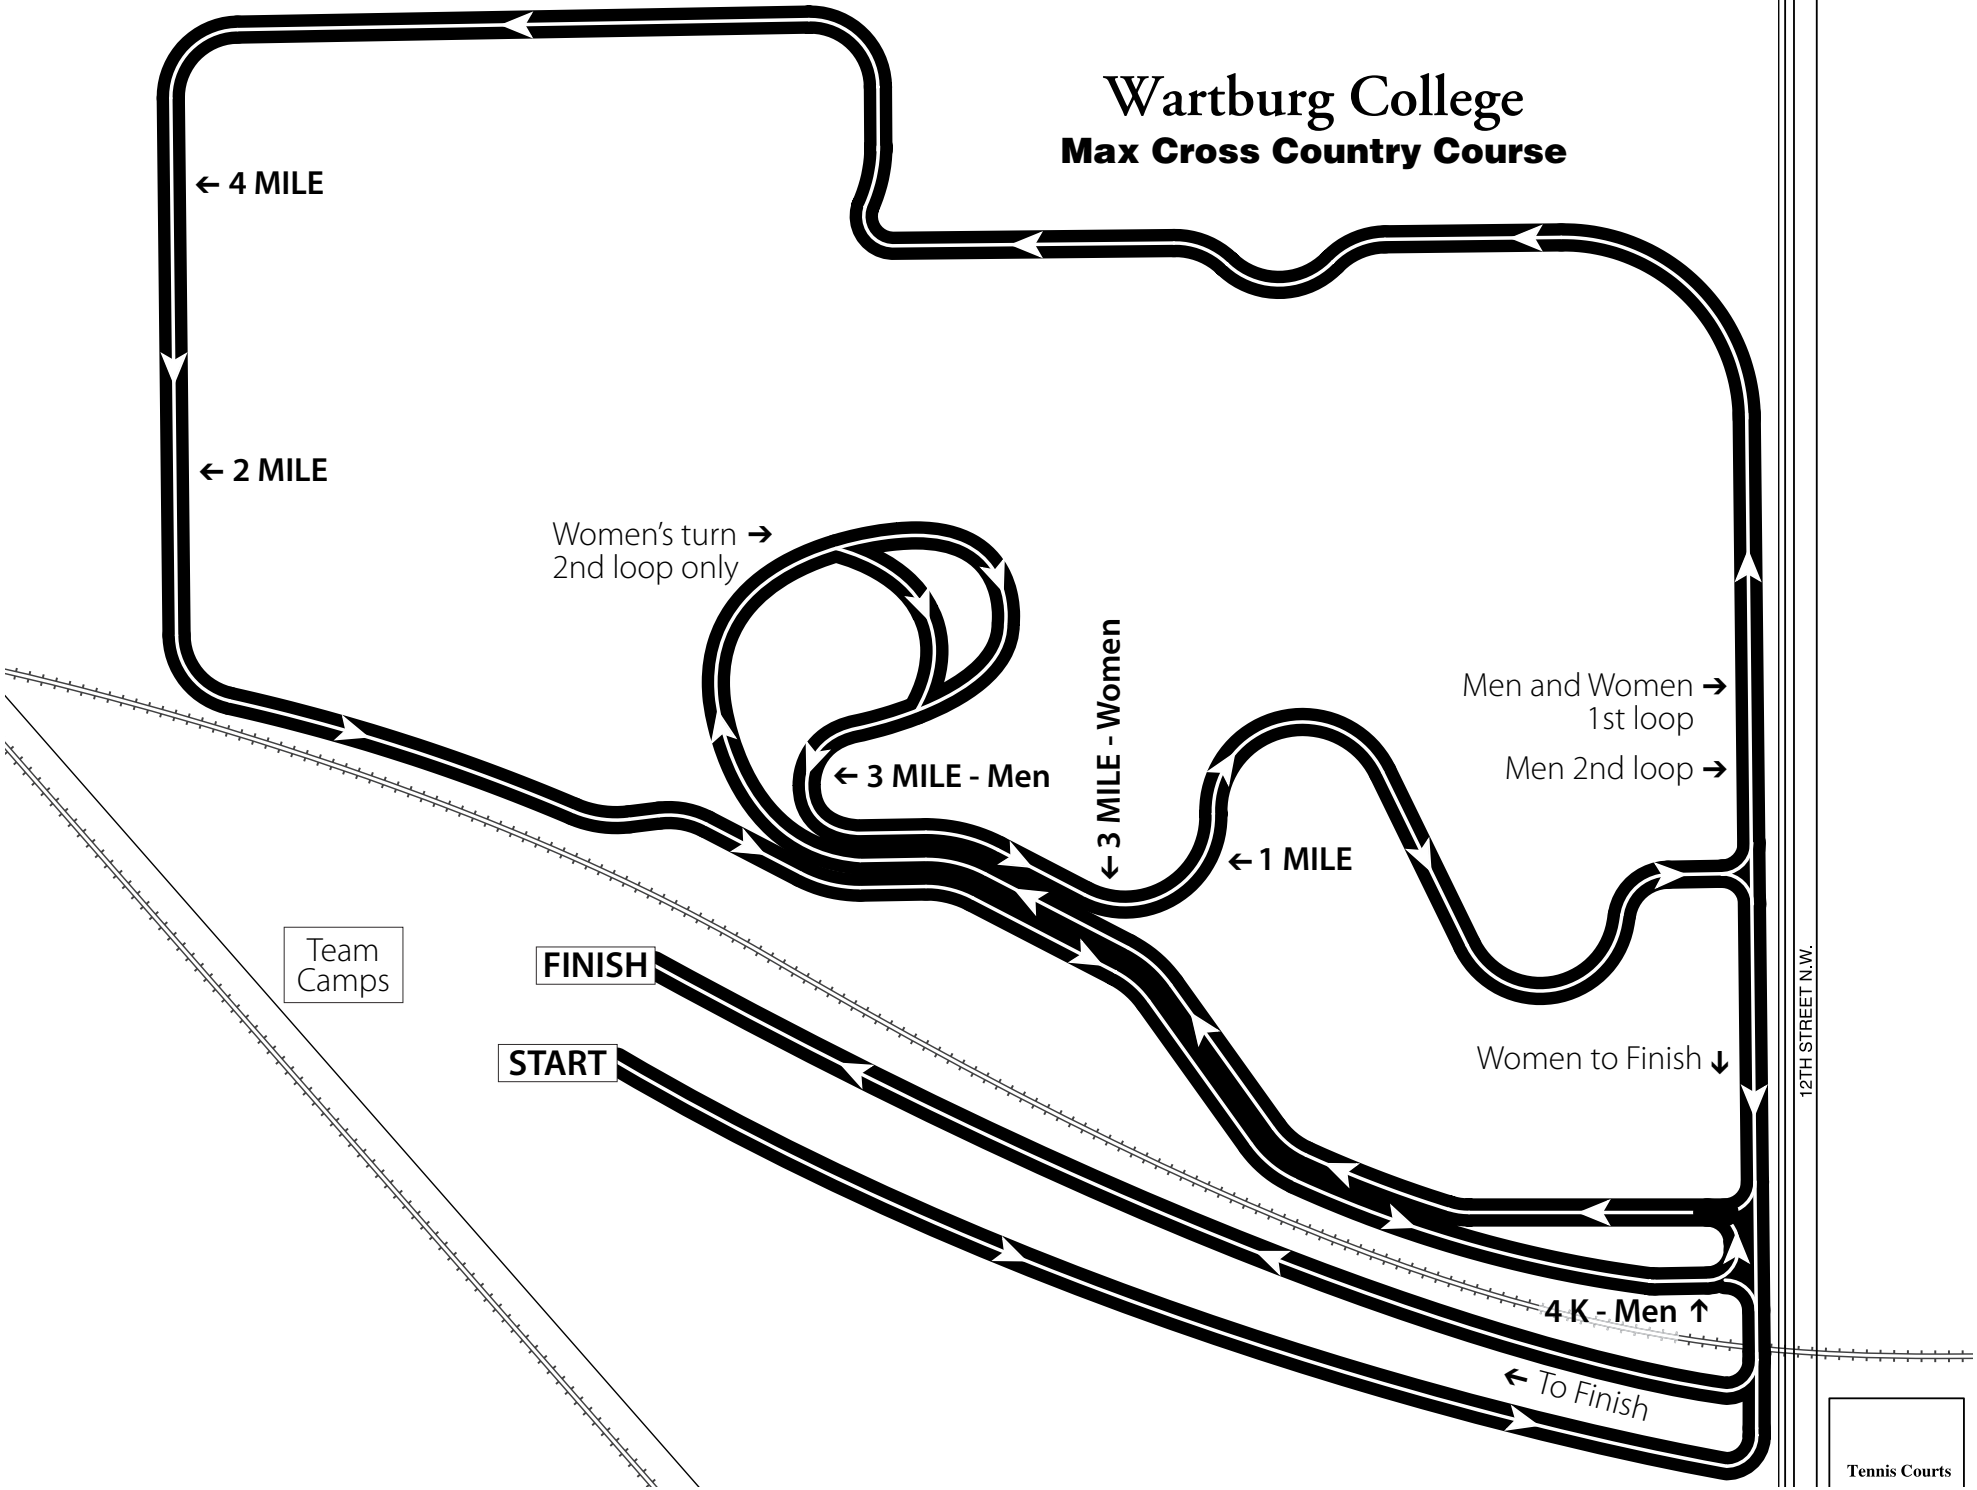 Wartburg College
Max Cross Country Course
← 4 MILE
← 2 MILE
Women’s turn →
2nd loop only
← 3 MILE - Men
← 3 MILE - Women
← 1 MILE
Men and Women →
1st loop
Men 2nd loop →
Women to Finish ↓
12TH STREET N.W.
Team
Camps
FINISH
START
4 K - Men ↑
← To Finish
Tennis Courts